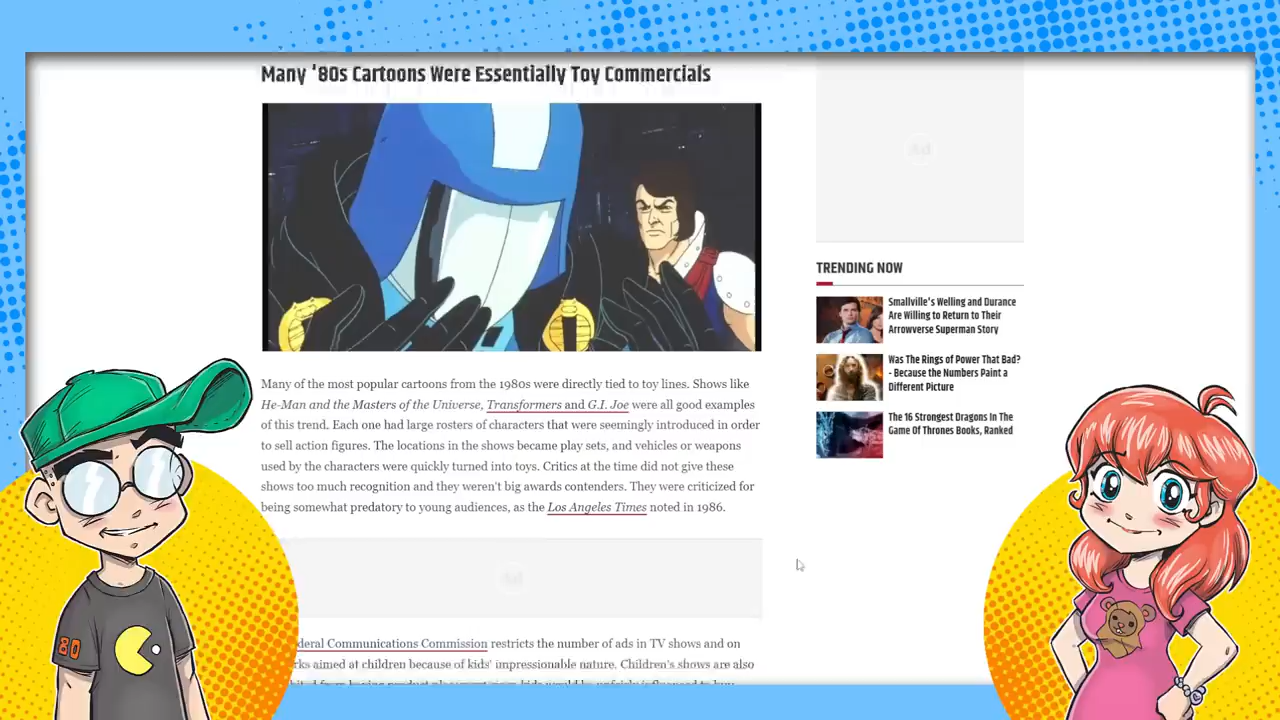 Many '80s Cartoons Were Essentially Toy Commercials
Ad
TRENDING NOW
Smallville's Welling and Durance
Are Willing to Return to Their
Arrowverse Superman Story
Was The Rings of Power That Bad?
- Because the Numbers Paint a
Different Picture
The 16 Strongest Dragons In The
Game Of Thrones Books, Ranked
Many of the most popular cartoons from the 1980s were directly tied to toy lines. Shows like
He-Man and the Masters of the Universe, Transformers and G.I. Joe were all good examples
of this trend. Each one had large rosters of characters that were seemingly introduced in order
to sell action figures. The locations in the shows became play sets, and vehicles or weapons
used by the characters were quickly turned into toys. Critics at the time did not give these
shows too much recognition and they weren't big awards contenders. They were criticized for
being somewhat predatory to young audiences, as the Los Angeles Times noted in 1986.
Ad
deral Communications Commission restricts the number of ads in TV shows and on
rks aimed at children because of kids' impressionable nature. Children's shows are also
80